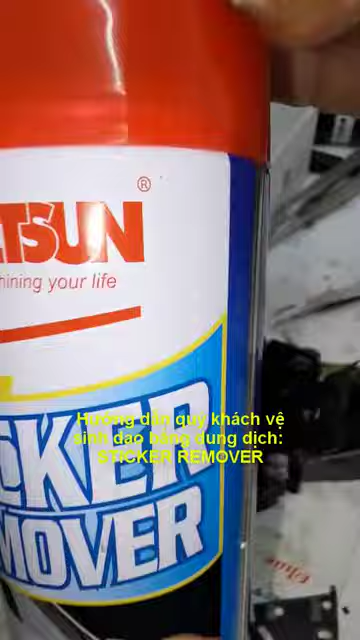 TSUN
®
hining your life
CKER
MOVER
Hướng dẫn quý khách vệ
sinh dao bằng dung dịch:
STICKER REMOVER